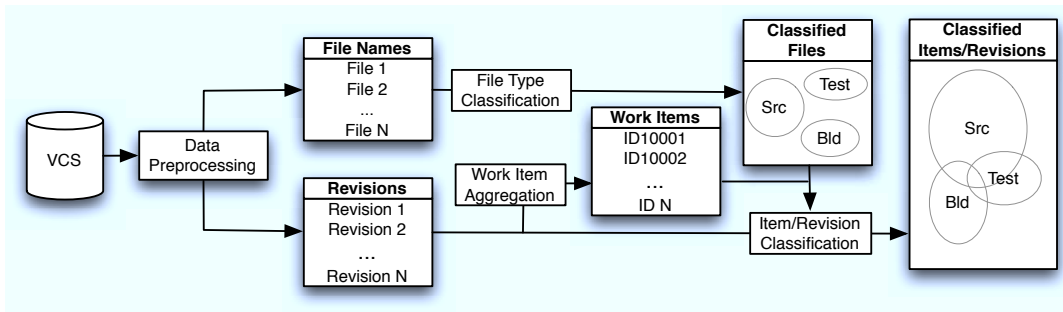 VCS
Data
Preprocessing
File Names
File 1
File 2
...
File N
Revisions
Revision 1
Revision 2
...
Revision N
File Type
Classification
Work Item
Aggregation
Work Items
ID10001
ID10002
...
ID N
Classified
Files
Src
Test
Bld
Item/Revision
Classification
Classified
Items/Revisions
Src
Test
Bld